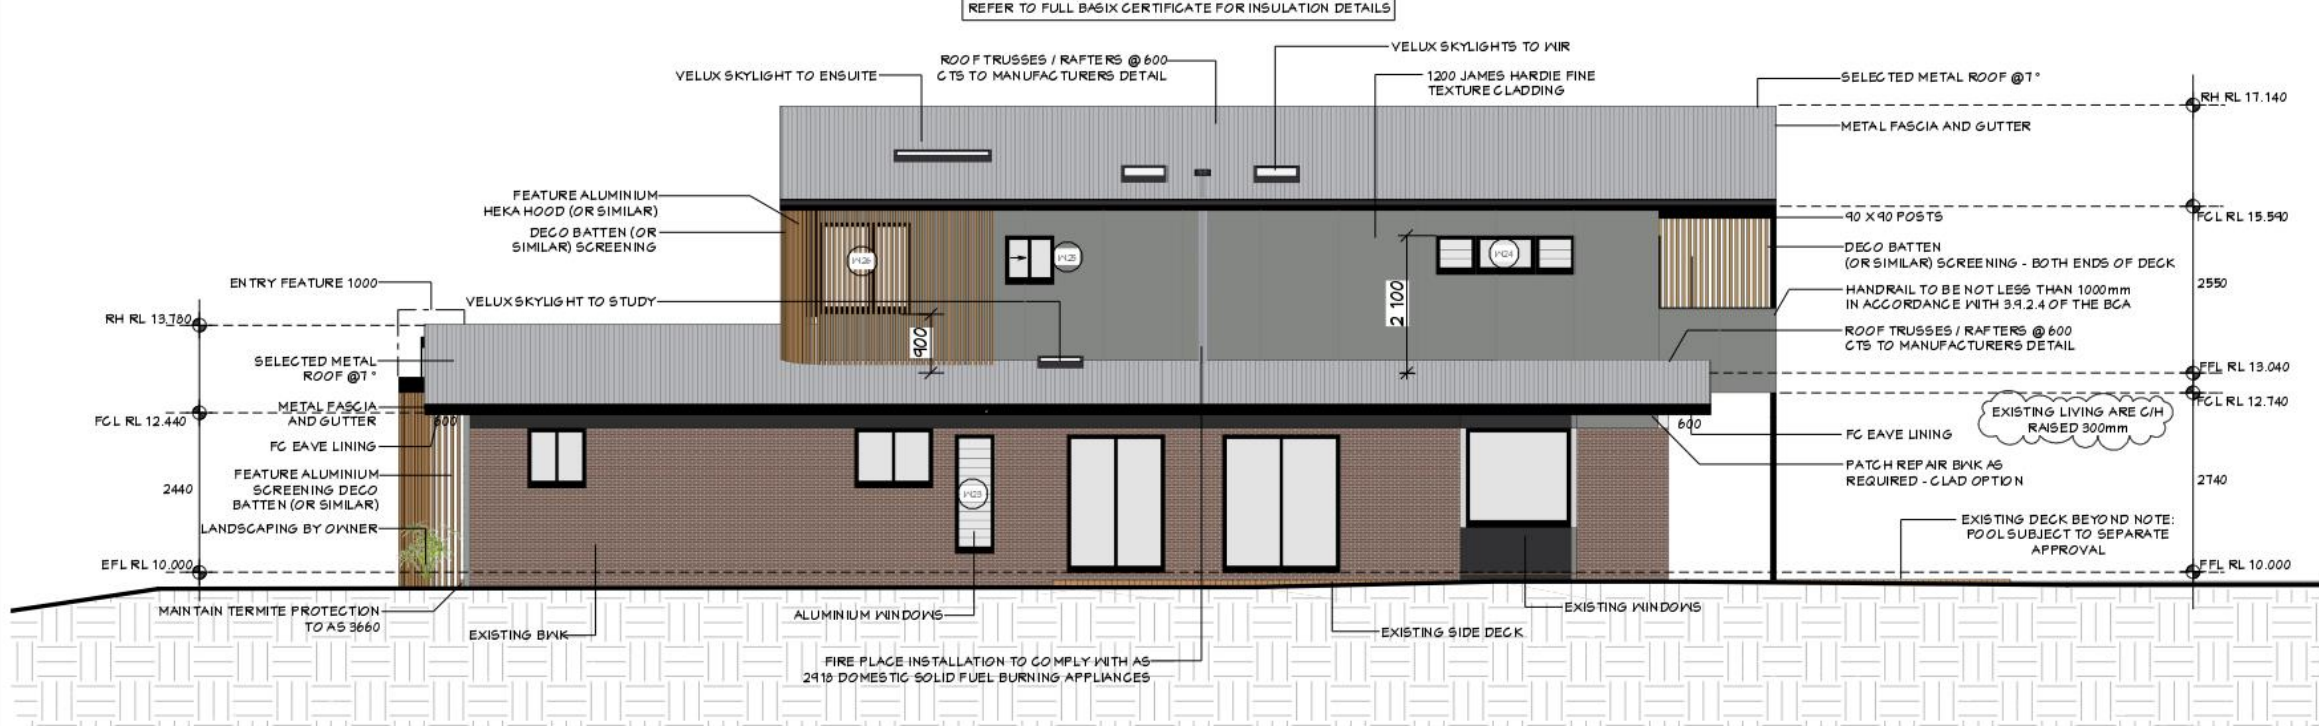 REFER TO FULL BASIX CERTIFICATE FOR INSULATION DETAILS
VELUX SKYLIGHTS TO WIR
ROOF TRUSSES / RAFTERS @ 600
CTS TO MANUFACTURERS DETAIL
VELUX SKYLIGHT TO ENSUITE
1200 JAMES HARDIE FINE
TEXTURE CLADDING
SELECTED METAL ROOF @7°
RH RL 17.140
METAL FASCIA AND GUTTER
FEATURE ALUMINIUM
HEKA HOOD (OR SIMILAR)
DECO BATTEN (OR
SIMILAR) SCREENING
90 X 90 POSTS
FCL RL 15.590
DECO BATTEN
(OR SIMILAR) SCREENING - BOTH ENDS OF DECK
W26
W25
W24
2550
ENTRY FEATURE 1000
VELUX SKYLIGHT TO STUDY
HANDRAIL TO BE NOT LESS THAN 1000mm
IN ACCORDANCE WITH 3.9.2.4 OF THE BCA
2 100
900
RH RL 13.780
ROOF TRUSSES / RAFTERS @ 600
CTS TO MANUFACTURERS DETAIL
SELECTED METAL
ROOF @7°
FFL RL 13.040
METAL FASCIA
AND GUTTER
FCL RL 12.740
FCL RL 12.440
600
600
EXISTING LIVING ARE C/H
RAISED 300mm
FC EAVE LINING
FC EAVE LINING
FEATURE ALUMINIUM
SCREENING DECO
BATTEN (OR SIMILAR)
PATCH REPAIR BWK AS
REQUIRED - CLAD OPTION
2440
2740
W23
LANDSCAPING BY OWNER
EXISTING DECK BEYOND NOTE:
POOL SUBJECT TO SEPARATE
APPROVAL
EFL RL 10.000
FFL RL 10.000
MAINTAIN TERMITE PROTECTION
TO AS 3660
ALUMINIUM WINDOWS
EXISTING WINDOWS
EXISTING BWK
EXISTING SIDE DECK
FIRE PLACE INSTALLATION TO COMPLY WITH AS
2918 DOMESTIC SOLID FUEL BURNING APPLIANCES